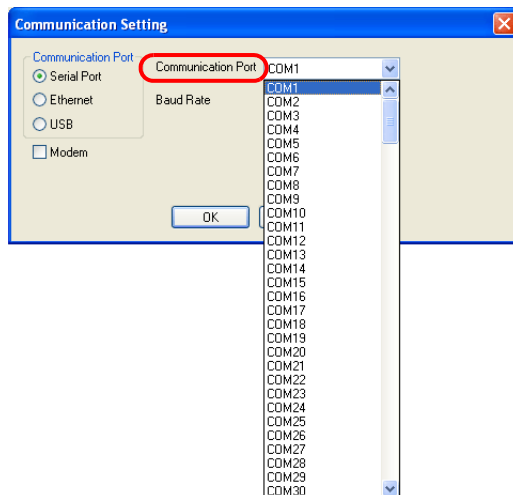 Communication Setting
Communication Port
Serial Port
Ethernet
USB
Modem
Communication Port
COM1
Baud Rate
OK
COM1
COM2
COM3
COM4
COM5
COM6
COM7
COM8
COM9
COM10
COM11
COM12
COM13
COM14
COM15
COM16
COM17
COM18
COM19
COM20
COM21
COM22
COM23
COM24
COM25
COM26
COM27
COM28
COM29
COM30